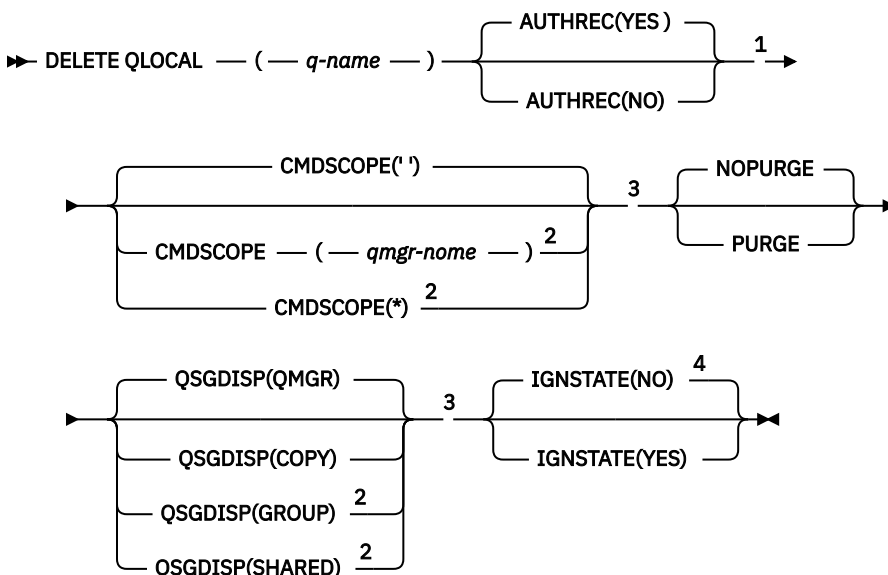 AUTHREC(YES )
DELETE QLOCAL ( q-name ) 1
AUTHREC(NO)
CMDSCOPE(' ') NOPURGE
3
CMDSCOPE ( qmgr-nome ) 2 PURGE
CMDSCOPE(*) 2
QSGDISP(QMGR) IGNSTATE(NO) 4
3
QSGDISP(COPY) IGNSTATE(YES)
QSGDISP(GROUP) 2
QSGDISP(SHARED) 2